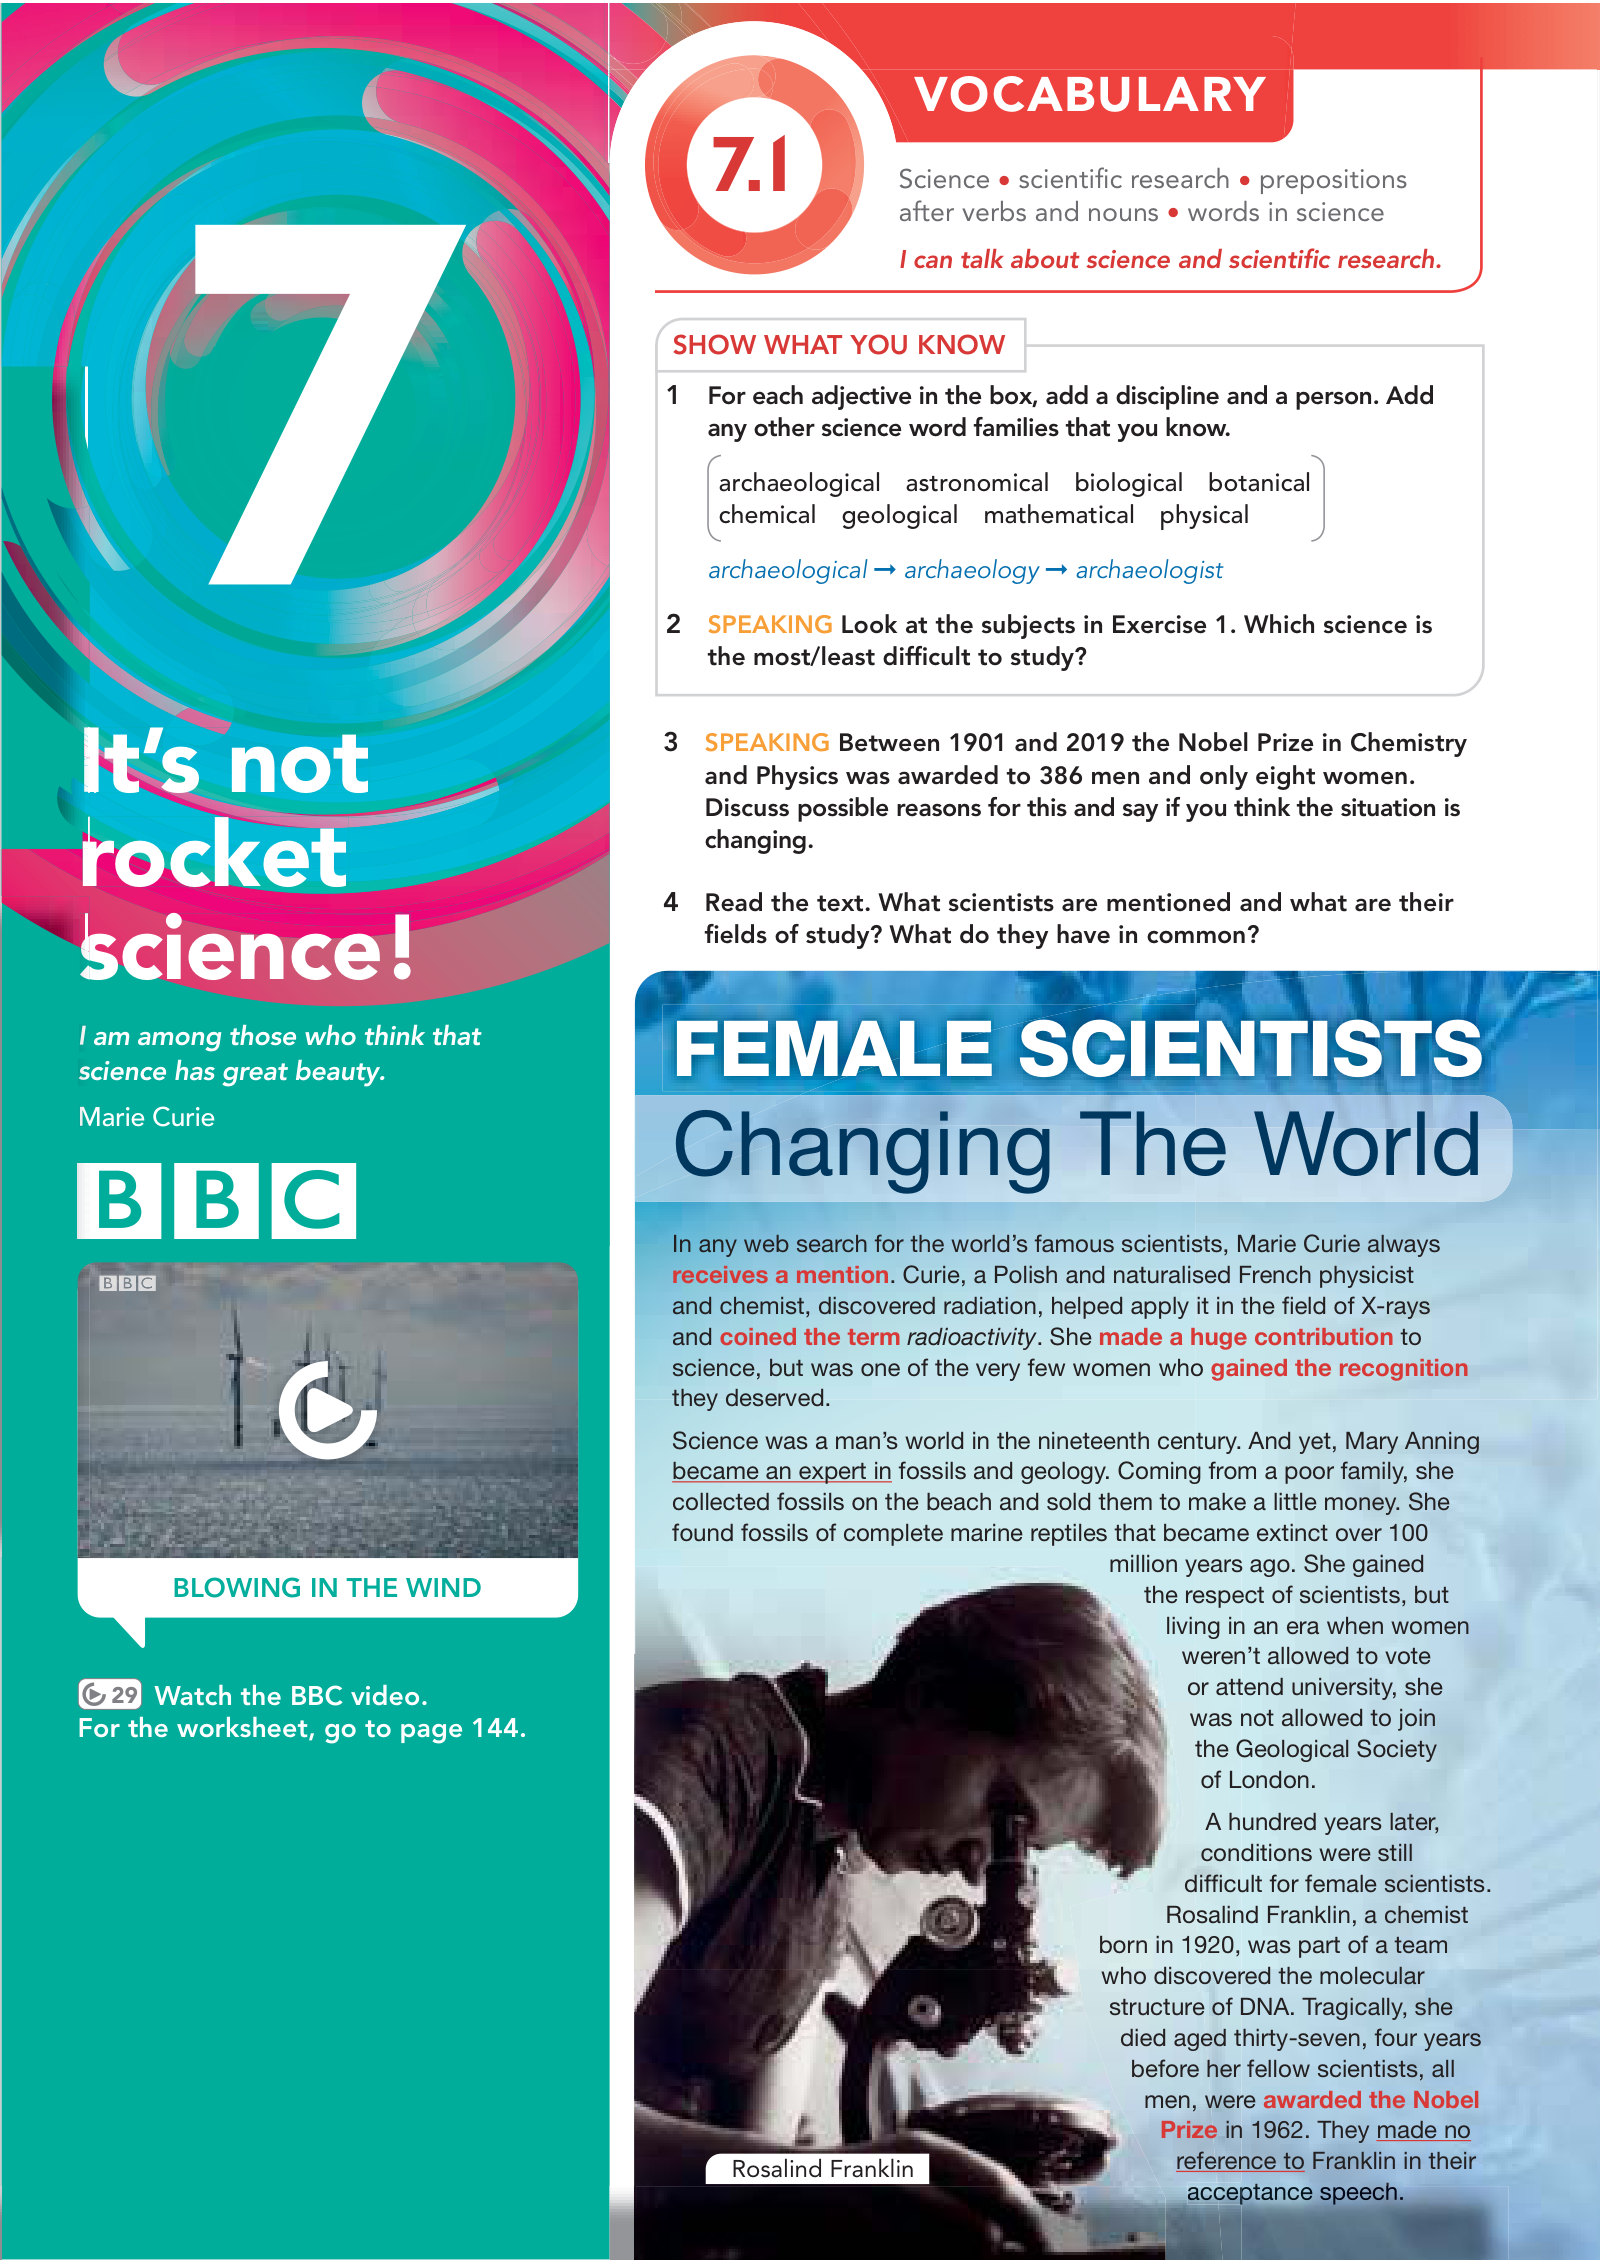 7
It's not
rocket
science!
I am among those who think that
science has great beauty.
Marie Curie
BBC
BBC
BLOWING IN THE WIND
29 Watch the BBC video.
For the worksheet, go to page 144.
7.1
VOCABULARY
Science • scientific research • prepositions
after verbs and nouns • words in science
I can talk about science and scientific research.
SHOW WHAT YOU KNOW
1 For each adjective in the box, add a discipline and a person. Add
any other science word families that you know.
archaeological astronomical biological botanical
chemical geological mathematical physical
archaeological → archaeology → archaeologist
2 SPEAKING Look at the subjects in Exercise 1. Which science is
the most/least difficult to study?
3 SPEAKING Between 1901 and 2019 the Nobel Prize in Chemistry
and Physics was awarded to 386 men and only eight women.
Discuss possible reasons for this and say if you think the situation is
changing.
4 Read the text. What scientists are mentioned and what are their
fields of study? What do they have in common?
FEMALE SCIENTISTS
Changing The World
In any web search for the world's famous scientists, Marie Curie always
receives a mention. Curie, a Polish and naturalised French physicist
and chemist, discovered radiation, helped apply it in the field of X-rays
and coined the term radioactivity. She made a huge contribution to
science, but was one of the very few women who gained the recognition
they deserved.
Science was a man's world in the nineteenth century. And yet, Mary Anning
became an expert in fossils and geology. Coming from a poor family, she
collected fossils on the beach and sold them to make a little money. She
found fossils of complete marine reptiles that became extinct over 100
million years ago. She gained
the respect of scientists, but
living in an era when women
weren't allowed to vote
or attend university, she
was not allowed to join
the Geological Society
of London.
A hundred years later,
conditions were still
difficult for female scientists.
Rosalind Franklin, a chemist
born in 1920, was part of a team
who discovered the molecular
structure of DNA. Tragically, she
died aged thirty-seven, four years
before her fellow scientists, all
men, were awarded the Nobel
Prize in 1962. They made no
reference to Franklin in their
acceptance speech.
Rosalind Franklin